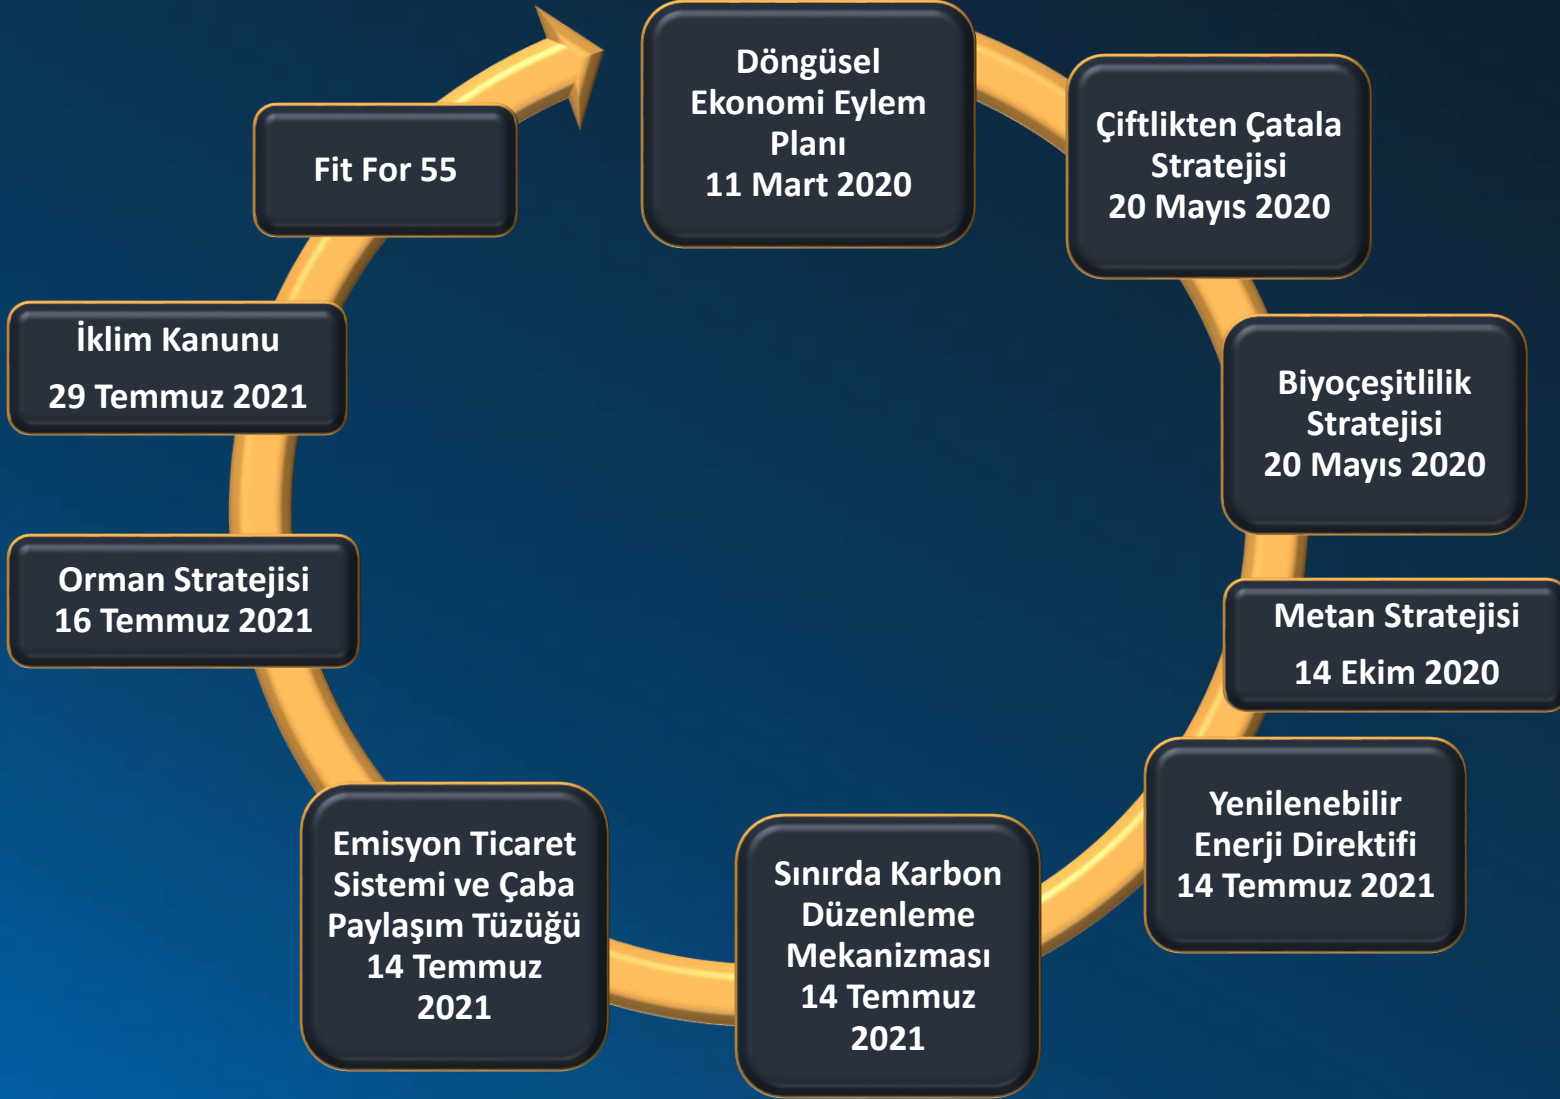 Döngüsel
Ekonomi Eylem
Planı
11 Mart 2020
Çiftlikten Çatala
Stratejisi
20 Mayıs 2020
Biyoçeşitlilik
Stratejisi
20 Mayıs 2020
Metan Stratejisi
14 Ekim 2020
Yenilenebilir
Enerji Direktifi
14 Temmuz 2021
Sınırda Karbon
Düzenleme
Mekanizması
14 Temmuz
2021
Emisyon Ticaret
Sistemi ve Çaba
Paylaşım Tüzüğü
14 Temmuz
2021
Orman Stratejisi
16 Temmuz 2021
İklim Kanunu
29 Temmuz 2021
Fit For 55